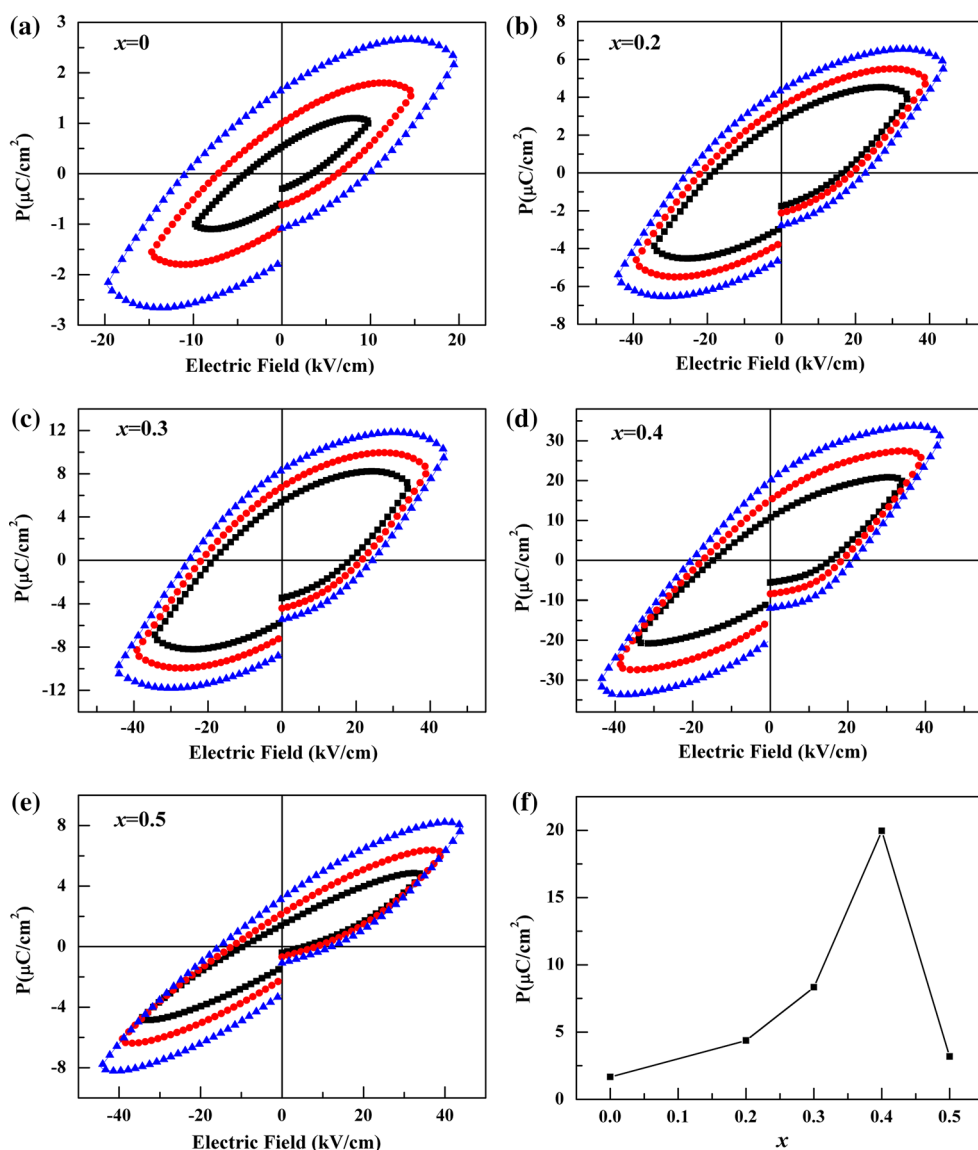 (a)
x=0
3
2
1
0
-1
-2
-3
P(μC/cm²)
-20 -10 0 10 20
Electric Field (kV/cm)
(b)
x=0.2
8
6
4
2
0
-2
-4
-6
-8
P(μC/cm²)
-40 -20 0 20 40
Electric Field (kV/cm)
(c)
x=0.3
12
8
4
0
-4
-8
-12
P(μC/cm²)
-40 -20 0 20 40
Electric Field (kV/cm)
(d)
x=0.4
30
20
10
0
-10
-20
-30
P(μC/cm²)
-40 -20 0 20 40
Electric Field (kV/cm)
(e)
x=0.5
8
4
0
-4
-8
P(μC/cm²)
-40 -20 0 20 40
Electric Field (kV/cm)
(f)
20
15
10
5
0
P(μC/cm²)
0.0 0.1 0.2 0.3 0.4 0.5
x